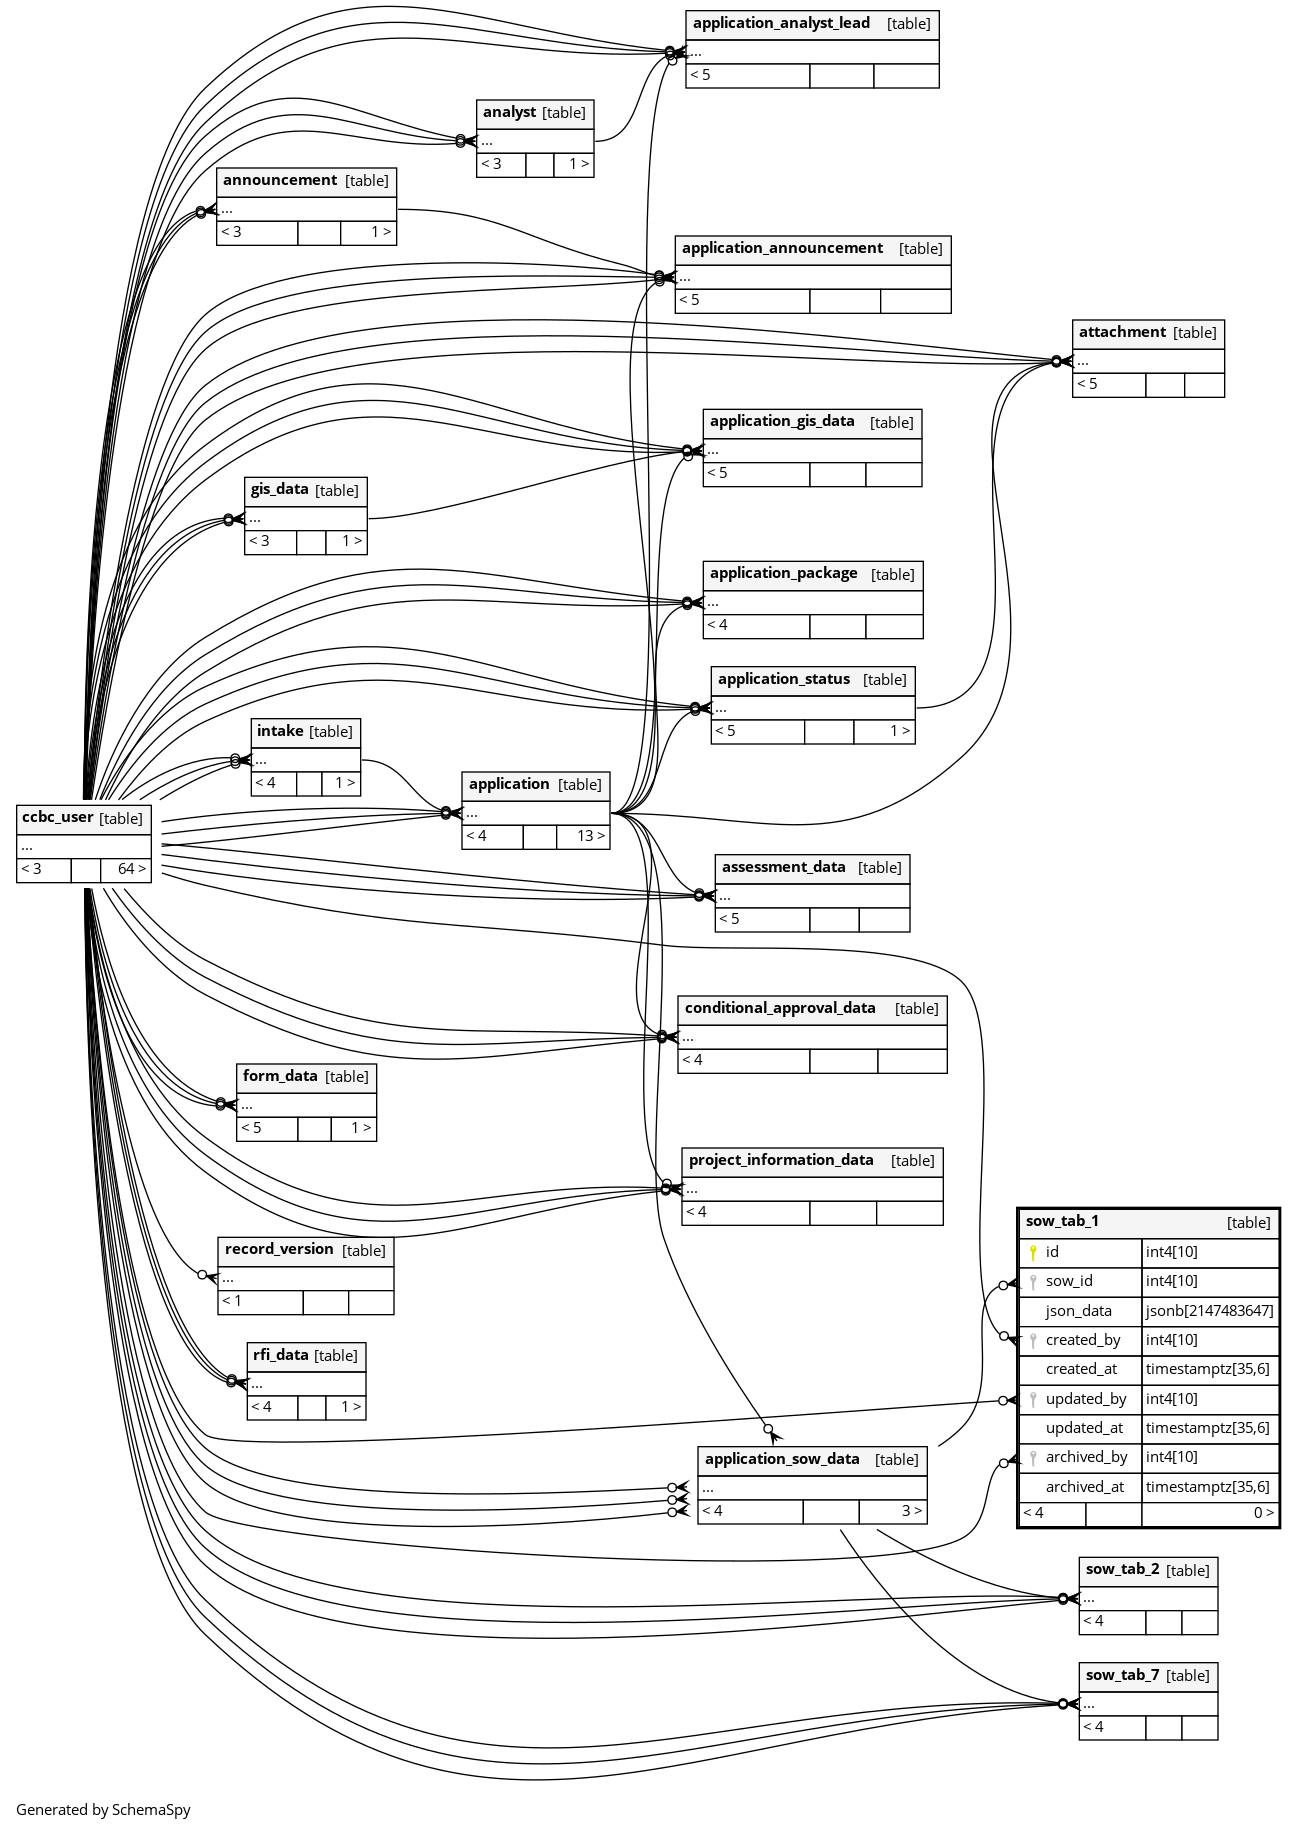 application_analyst_lead [table]
...
< 5
analyst [table]
...
< 3 1 >
announcement [table]
...
< 3 1 >
application_announcement [table]
...
< 5
attachment [table]
...
< 5
application_gis_data [table]
...
< 5
gis_data [table]
...
< 3 1 >
application_package [table]
...
< 4
application_status [table]
...
< 5 1 >
intake [table]
...
< 4 1 >
application [table]
...
< 4 13 >
ccbc_user [table]
...
< 3 64 >
assessment_data [table]
...
< 5
conditional_approval_data [table]
...
< 4
form_data [table]
...
< 5 1 >
project_information_data [table]
...
< 4
record_version [table]
...
< 1
sow_tab_1 [table]
id int4[10]
sow_id int4[10]
json_data jsonb[2147483647]
created_by int4[10]
created_at timestamptz[35,6]
updated_by int4[10]
updated_at timestamptz[35,6]
archived_by int4[10]
archived_at timestamptz[35,6]
< 4 0 >
rfi_data [table]
...
< 4 1 >
application_sow_data [table]
...
< 4 3 >
sow_tab_2 [table]
...
< 4
sow_tab_7 [table]
...
< 4
Generated by SchemaSpy